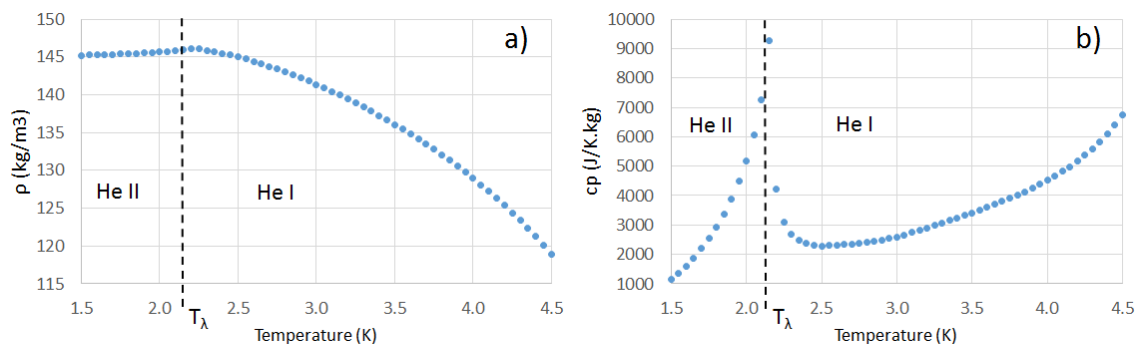 a)
ρ (kg/m3)
150
145
140
135
130
125
120
115
He II
He I
1.5 2.0 2.5 3.0 3.5 4.0 4.5
Tλ
Temperature (K)
b)
cp (J/K.kg)
10000
9000
8000
7000
6000
5000
4000
3000
2000
1000
He II
He I
1.5 2.0 2.5 3.0 3.5 4.0 4.5
Tλ
Temperature (K)